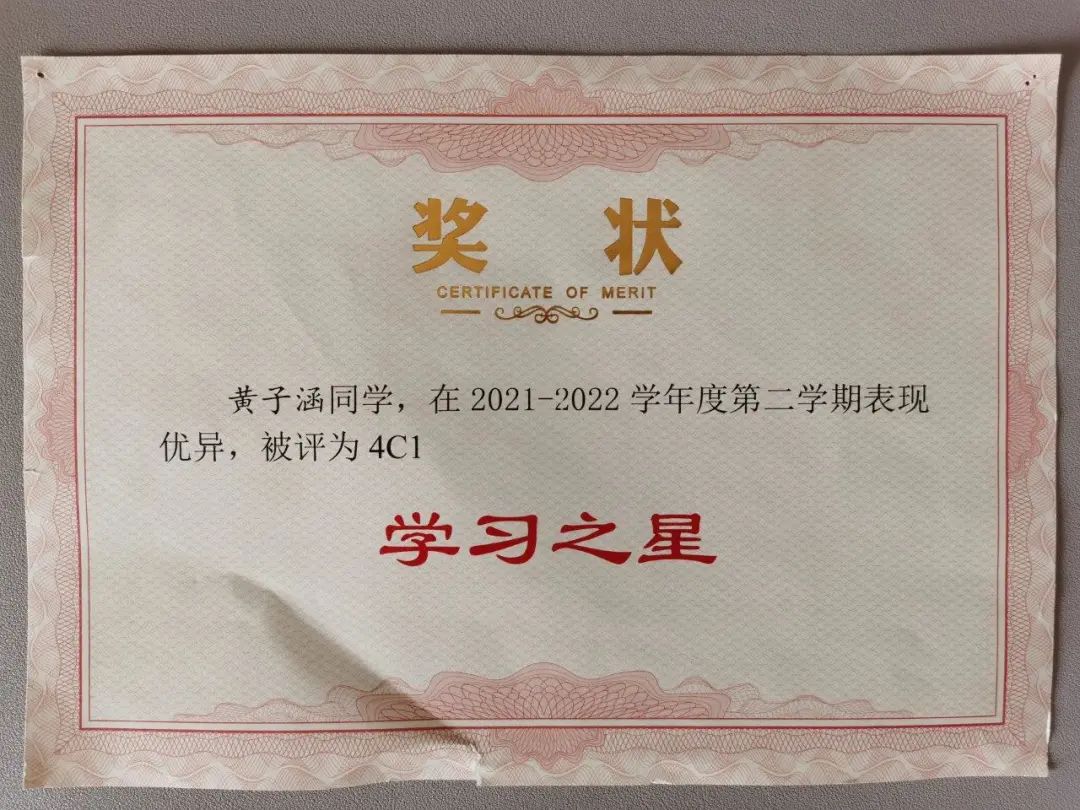 奖 状
CERTIFICATE OF MERIT
黄子涵同学，在 2021-2022 学年度第二学期表现
优异，被评为 4C1
学习之星